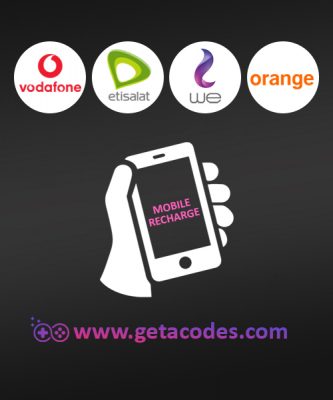 vodafone
etisalat
we
orange
MOBILE
RECHARGE
www.getacodes.com